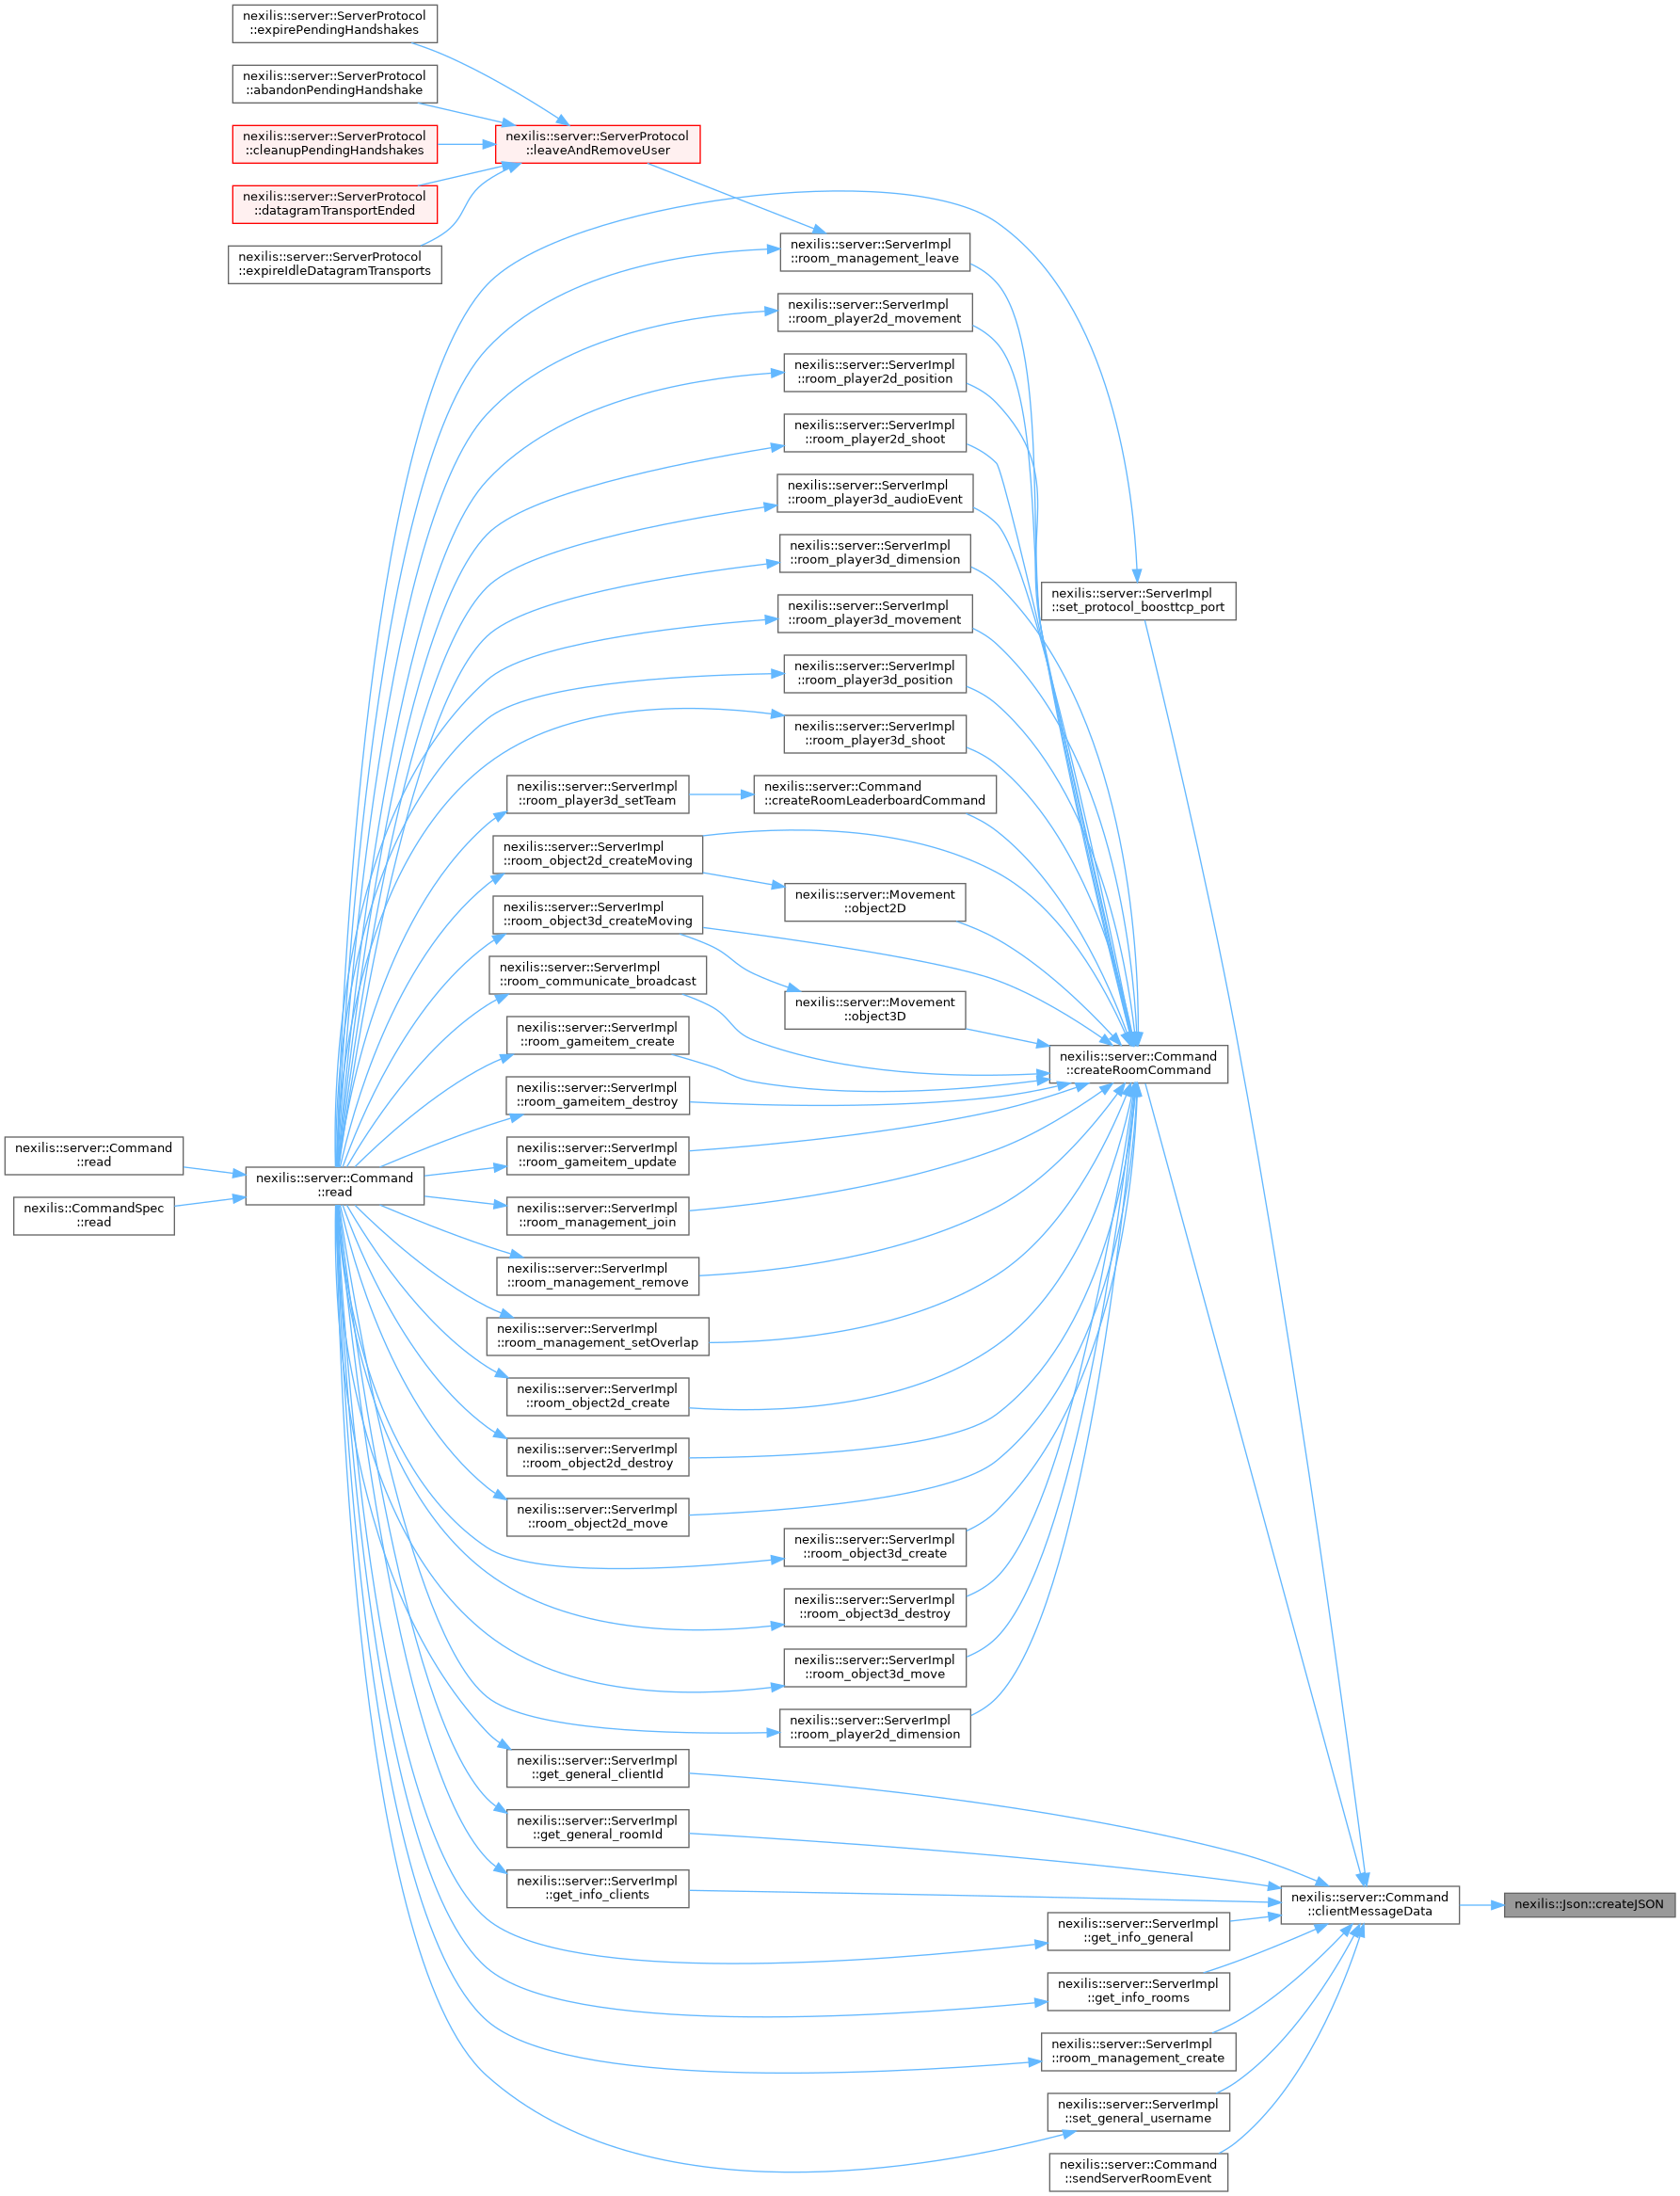 nexilis::server::ServerProtocol
::expirePendingHandshakes
nexilis::server::ServerProtocol
::abandonPendingHandshake
nexilis::server::ServerProtocol
::cleanupPendingHandshakes
nexilis::server::ServerProtocol
::leaveAndRemoveUser
nexilis::server::ServerProtocol
::datagramTransportEnded
nexilis::server::ServerProtocol
::expireIdleDatagramTransports
nexilis::server::ServerImpl
::room_management_leave
nexilis::server::ServerImpl
::room_player2d_movement
nexilis::server::ServerImpl
::room_player2d_position
nexilis::server::ServerImpl
::room_player2d_shoot
nexilis::server::ServerImpl
::room_player3d_audioEvent
nexilis::server::ServerImpl
::room_player3d_dimension
nexilis::server::ServerImpl
::set_protocol_boosttcp_port
nexilis::server::ServerImpl
::room_player3d_movement
nexilis::server::ServerImpl
::room_player3d_position
nexilis::server::ServerImpl
::room_player3d_shoot
nexilis::server::ServerImpl
::room_player3d_setTeam
nexilis::server::Command
::createRoomLeaderboardCommand
nexilis::server::ServerImpl
::room_object2d_createMoving
nexilis::server::Movement
::object2D
nexilis::server::ServerImpl
::room_object3d_createMoving
nexilis::server::ServerImpl
::room_communicate_broadcast
nexilis::server::Movement
::object3D
nexilis::server::ServerImpl
::room_gameitem_create
nexilis::server::Command
::createRoomCommand
nexilis::server::ServerImpl
::room_gameitem_destroy
nexilis::server::Command
::read
nexilis::server::ServerImpl
::room_gameitem_update
nexilis::server::Command
::read
nexilis::CommandSpec
::read
nexilis::server::ServerImpl
::room_management_join
nexilis::server::ServerImpl
::room_management_remove
nexilis::server::ServerImpl
::room_management_setOverlap
nexilis::server::ServerImpl
::room_object2d_create
nexilis::server::ServerImpl
::room_object2d_destroy
nexilis::server::ServerImpl
::room_object2d_move
nexilis::server::ServerImpl
::room_object3d_create
nexilis::server::ServerImpl
::room_object3d_destroy
nexilis::server::ServerImpl
::room_object3d_move
nexilis::server::ServerImpl
::room_player2d_dimension
nexilis::server::ServerImpl
::get_general_clientId
nexilis::server::ServerImpl
::get_general_roomId
nexilis::server::ServerImpl
::get_info_clients
nexilis::server::Command
::clientMessageData
nexilis::Json::createJSON
nexilis::server::ServerImpl
::get_info_general
nexilis::server::ServerImpl
::get_info_rooms
nexilis::server::ServerImpl
::room_management_create
nexilis::server::ServerImpl
::set_general_username
nexilis::server::Command
::sendServerRoomEvent